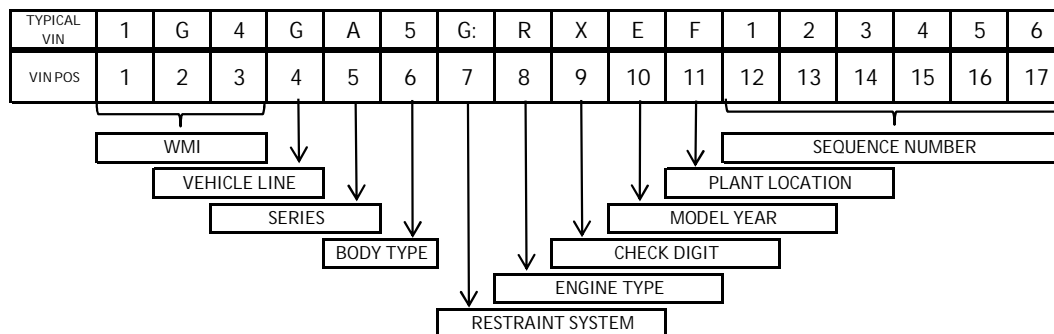 TYPICAL VIN 1 G 4 G A 5 G: R X E F 1 2 3 4 5 6
VIN POS 1 2 3 4 5 6 7 8 9 10 11 12 13 14 15 16 17
WMI SEQUENCE NUMBER
VEHICLE LINE PLANT LOCATION
SERIES MODEL YEAR
BODY TYPE CHECK DIGIT
ENGINE TYPE
RESTRAINT SYSTEM